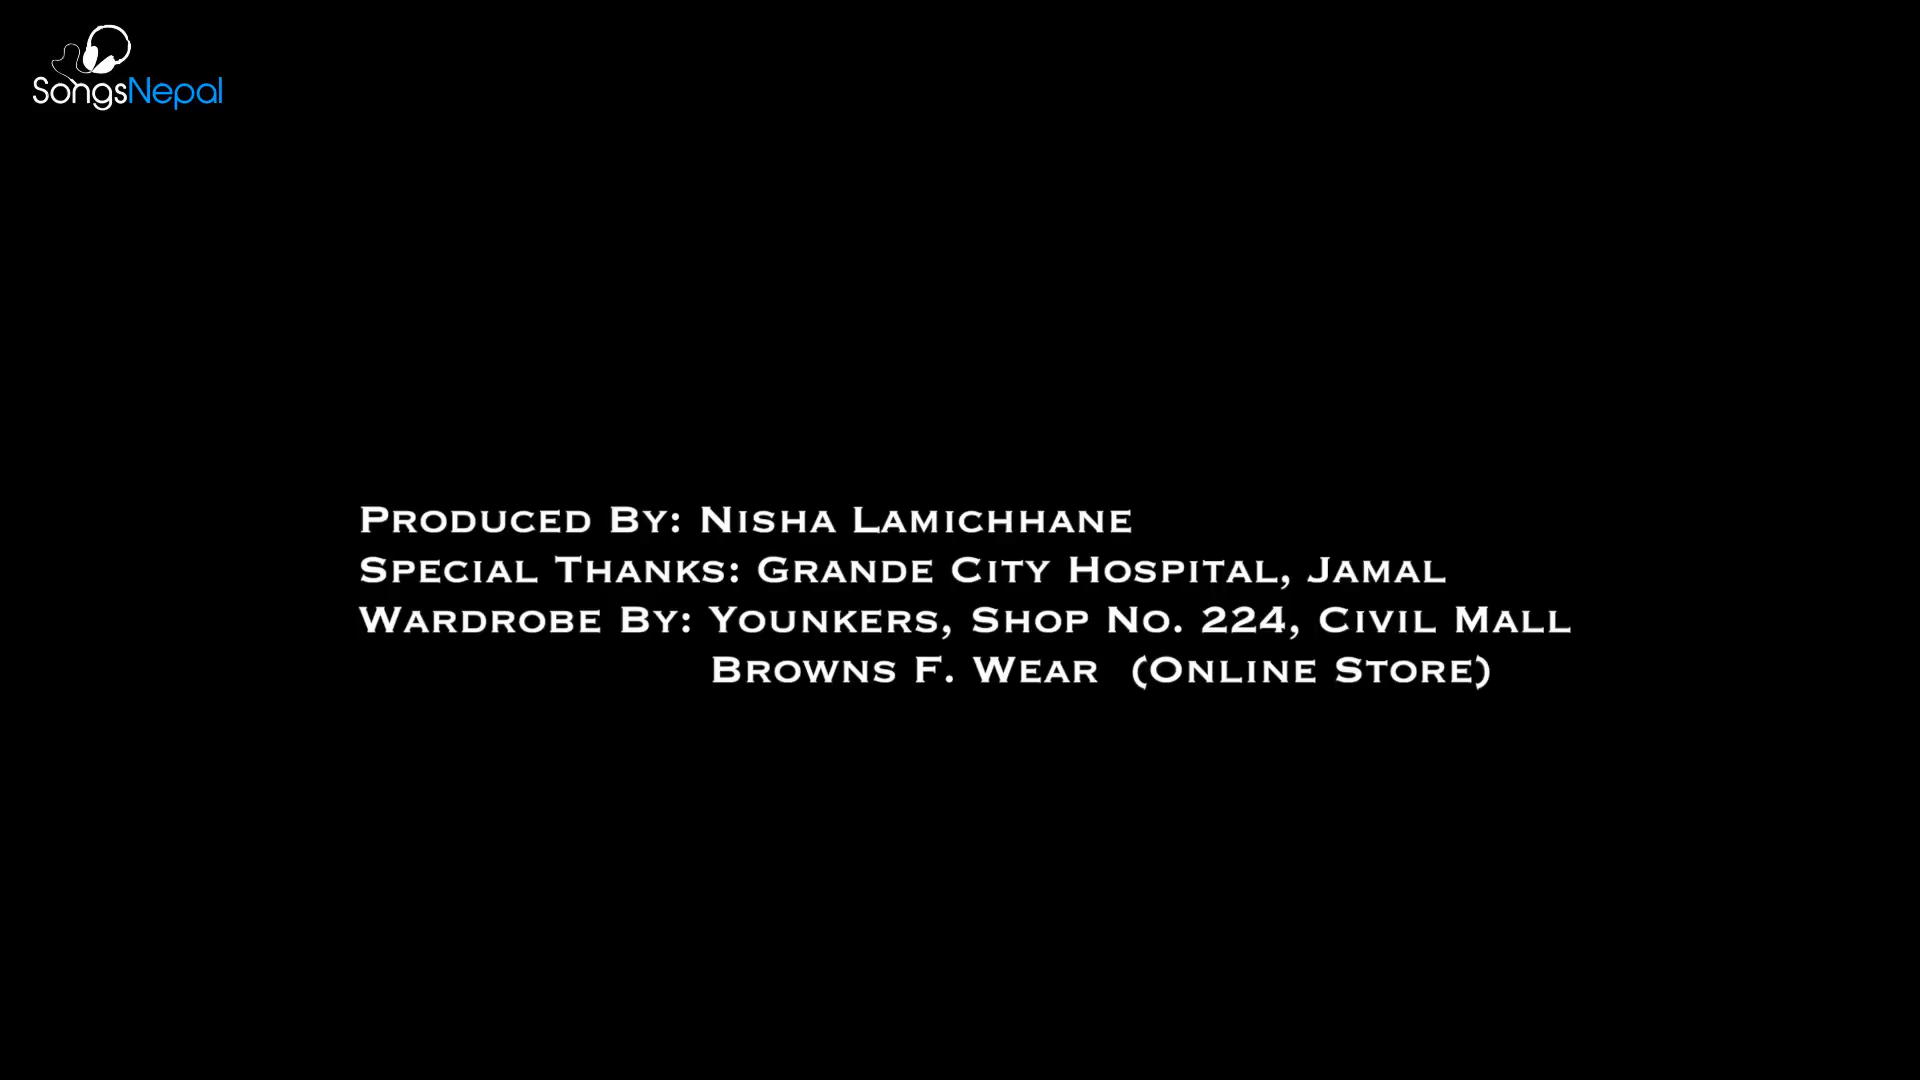 SongsNepal
Produced By: Nisha Lamichhane
Special Thanks: Grande City Hospital, Jamal
Wardrobe By: Younkers, Shop No. 224, Civil Mall
Browns F. Wear (Online Store)